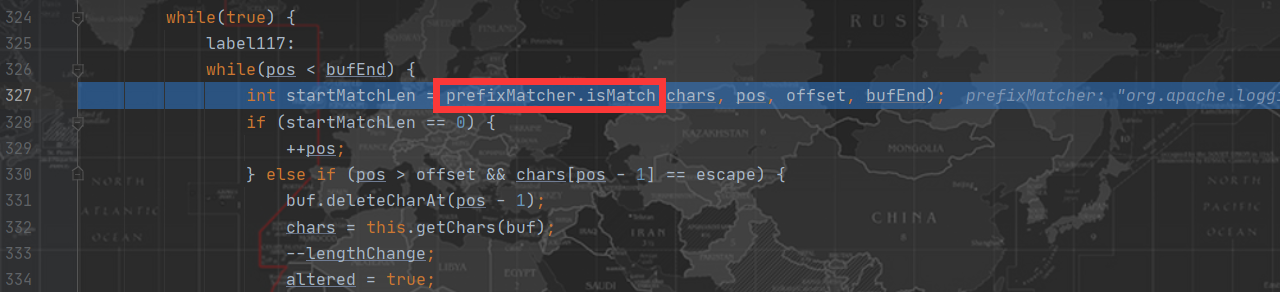 324 while(true) {
325 label117:
326 while(pos < bufEnd) {
327 int startMatchLen = prefixMatcher.isMatch(chars, pos, offset, bufEnd); prefixMatcher: "org.apache.loggi
328 if (startMatchLen == 0) {
329 ++pos;
330 } else if (pos > offset && chars[pos - 1] == escape) {
331 buf.deleteCharAt(pos - 1);
332 chars = this.getChars(buf);
333 --lengthChange;
334 altered = true;
RUSSIA
KAZAKHSTAN
MONGOLIA
CHINA
IRAN
EGYPT
SAUDI
NORTH
ATLANTIC
OCEAN
NORTH
PACIFIC
OCEAN